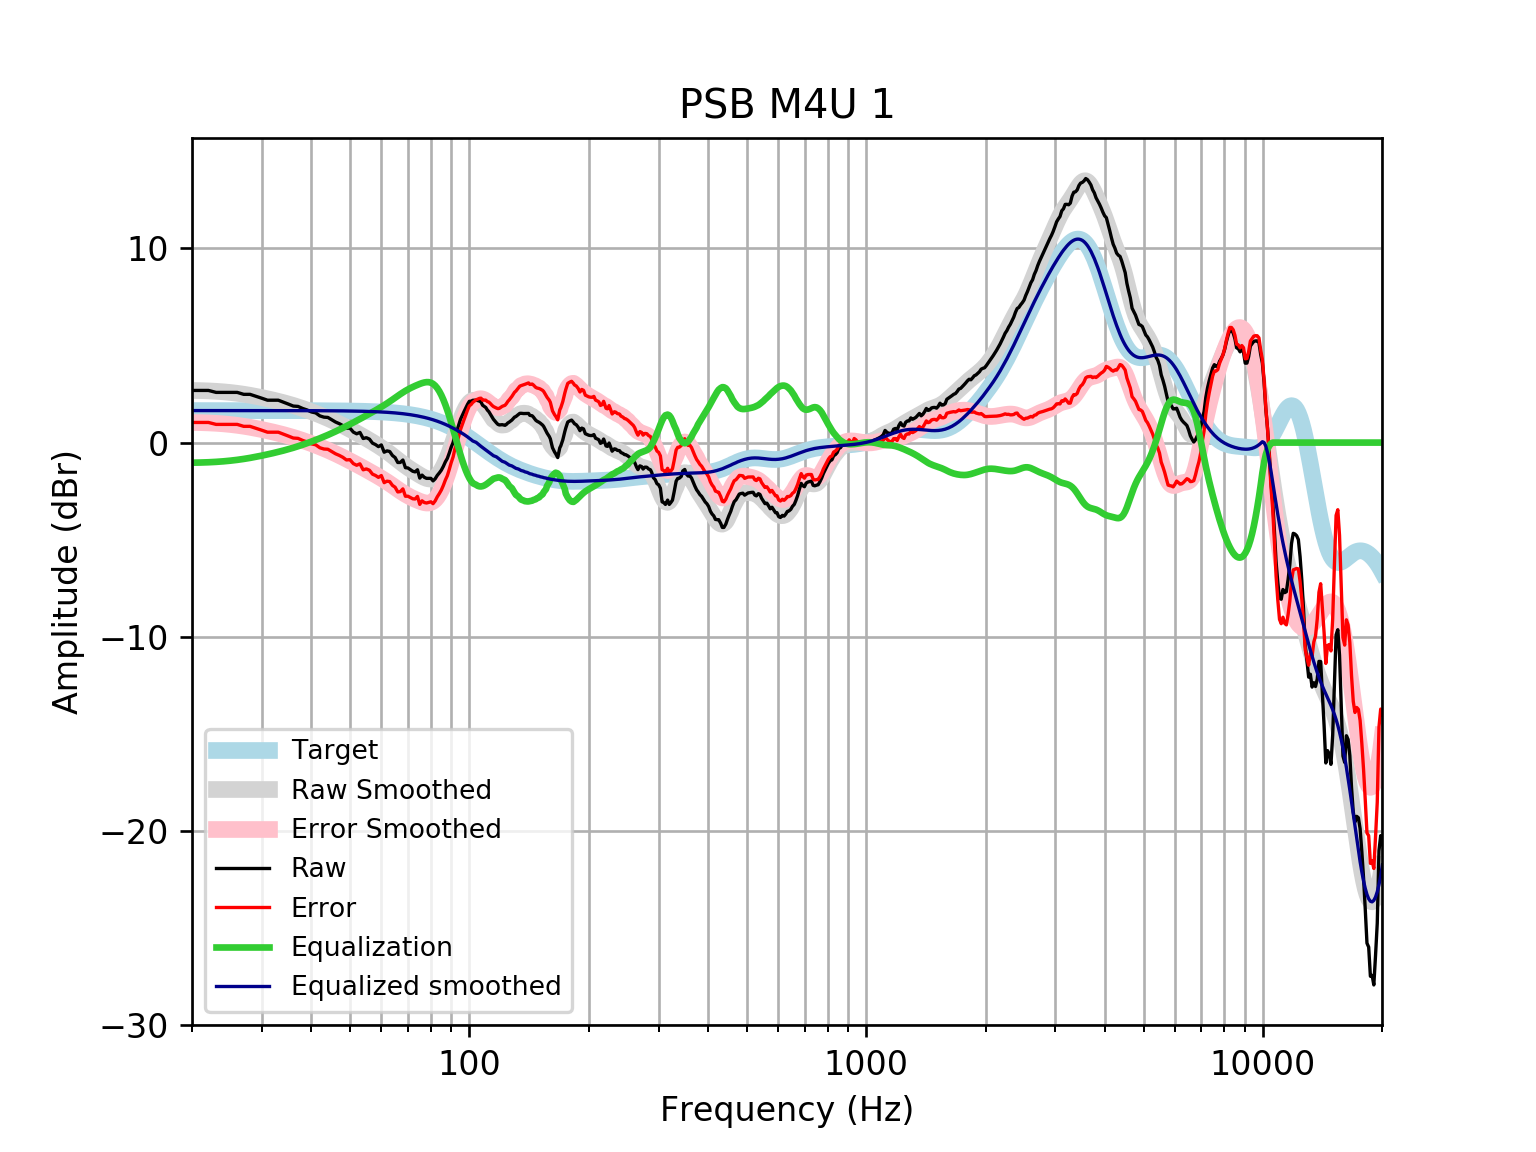 PSB M4U 1
Amplitude (dBr)
10
0
−10
−20
−30
Target
Raw Smoothed
Error Smoothed
Raw
Error
Equalization
Equalized smoothed
100
1000
10000
Frequency (Hz)